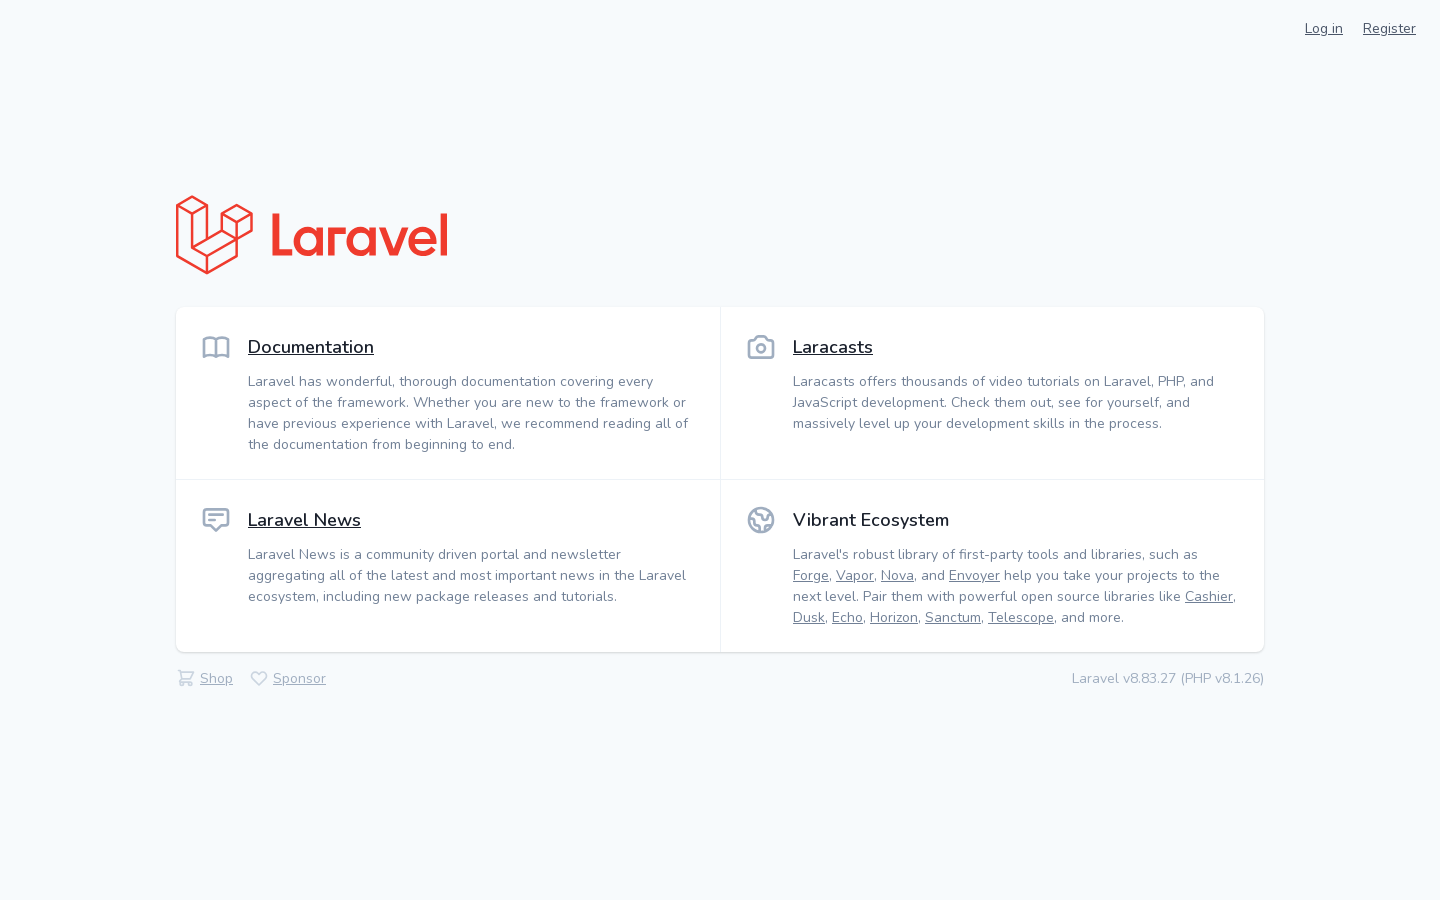 Log in Register
Laravel
Documentation
Laravel has wonderful, thorough documentation covering every
aspect of the framework. Whether you are new to the framework or
have previous experience with Laravel, we recommend reading all of
the documentation from beginning to end.
Laracasts
Laracasts offers thousands of video tutorials on Laravel, PHP, and
JavaScript development. Check them out, see for yourself, and
massively level up your development skills in the process.
Laravel News
Laravel News is a community driven portal and newsletter
aggregating all of the latest and most important news in the Laravel
ecosystem, including new package releases and tutorials.
Vibrant Ecosystem
Laravel's robust library of first-party tools and libraries, such as
Forge, Vapor, Nova, and Envoyer help you take your projects to the
next level. Pair them with powerful open source libraries like Cashier,
Dusk, Echo, Horizon, Sanctum, Telescope, and more.
Shop Sponsor
Laravel v8.83.27 (PHP v8.1.26)